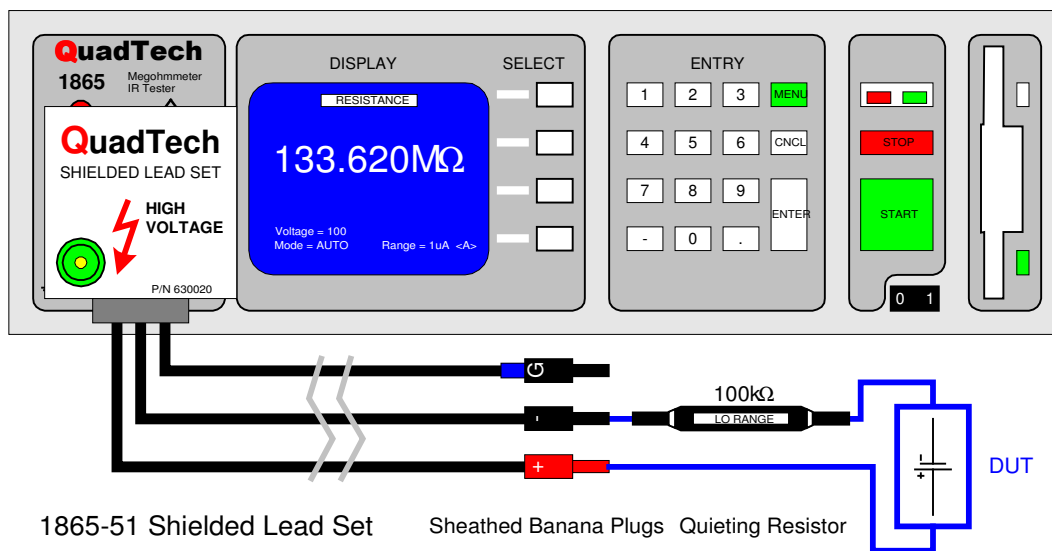 QuadTech
1865 Megohmmeter
IR Tester
QuadTech
SHIELDED LEAD SET
HIGH
VOLTAGE
P/N 630020
DISPLAY
RESISTANCE
133.620MΩ
Voltage = 100
Mode = AUTO Range = 1uA <A>
SELECT
ENTRY
1 2 3 MENU
4 5 6 CNCL
7 8 9
ENTER
- 0 .
STOP
START
0 1
G
-
+
100kΩ
LO RANGE
-
+
DUT
1865-51 Shielded Lead Set
Sheathed Banana Plugs Quieting Resistor